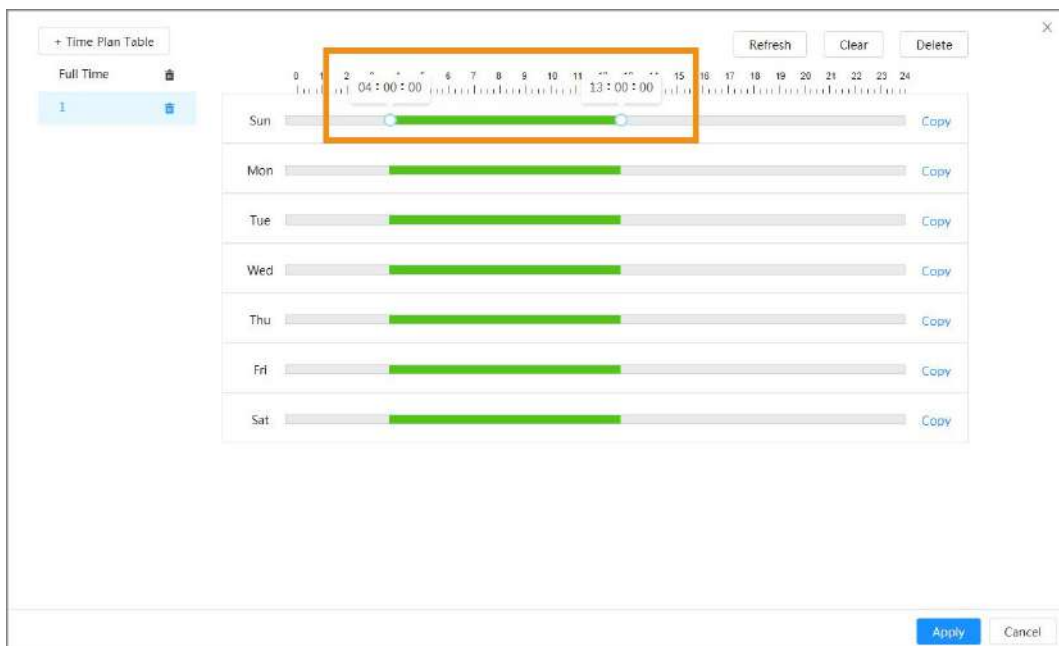 + Time Plan Table
Refresh Clear Delete
Full Time
0 1 2 6 7 8 9 10 11 15 16 17 18 19 20 21 22 23 24
04:00:00 13:00:00
1
Sun Copy
Mon Copy
Tue Copy
Wed Copy
Thu Copy
Fri Copy
Sat Copy
Apply Cancel